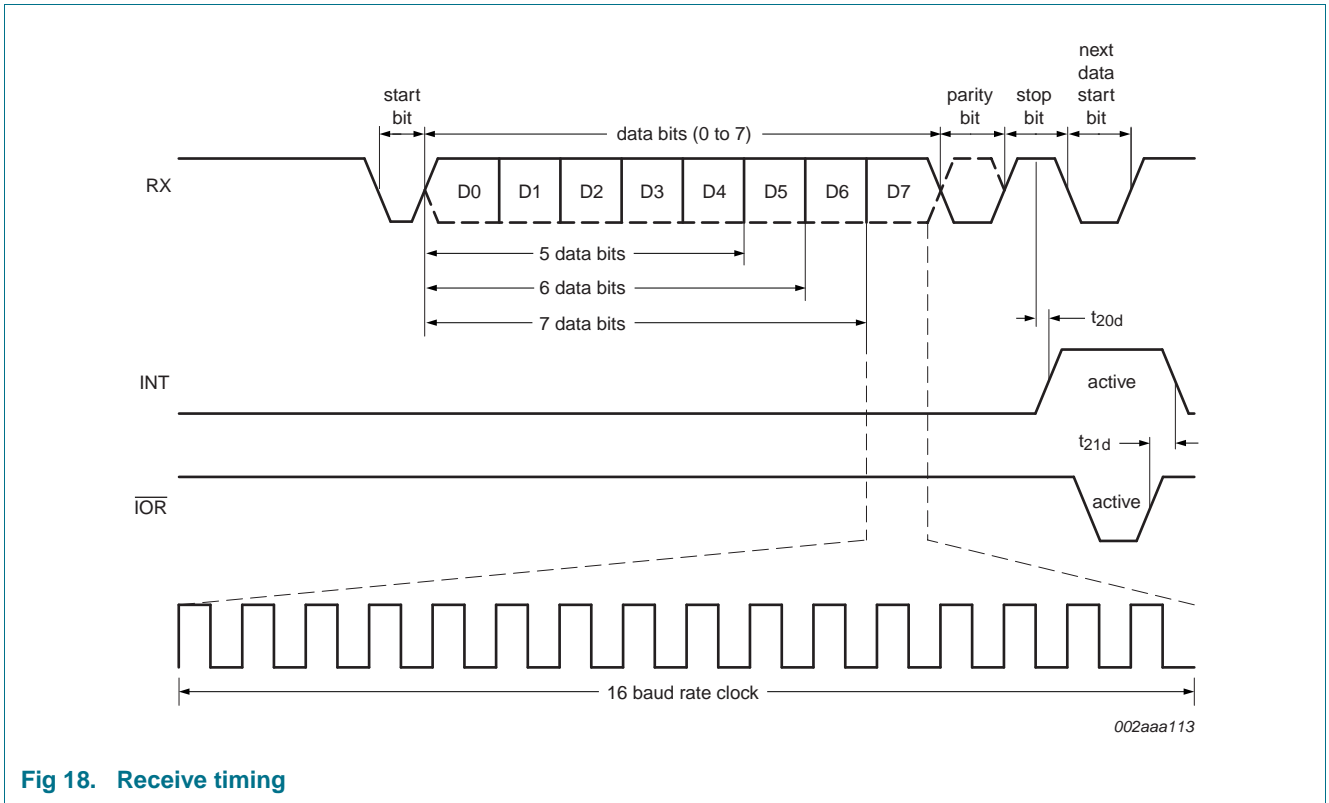 next
data
start
bit
start
bit
parity
bit
stop
bit
data bits (0 to 7)
RX
D0 D1 D2 D3 D4 D5 D6 D7
5 data bits
6 data bits
7 data bits
t20d
INT
active
t21d
IOR
active
16 baud rate clock
002aaa113
Fig 18. Receive timing